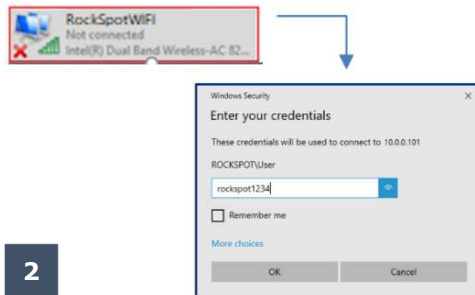 RockSpotWIFI
Not connected
Intel(R) Dual Band Wireless-AC 82...
Windows Security
Enter your credentials
These credentials will be used to connect to 10.0.0.101
ROCKSPOT\User
rockspot1234
Remember me
More choices
OK Cancel
2